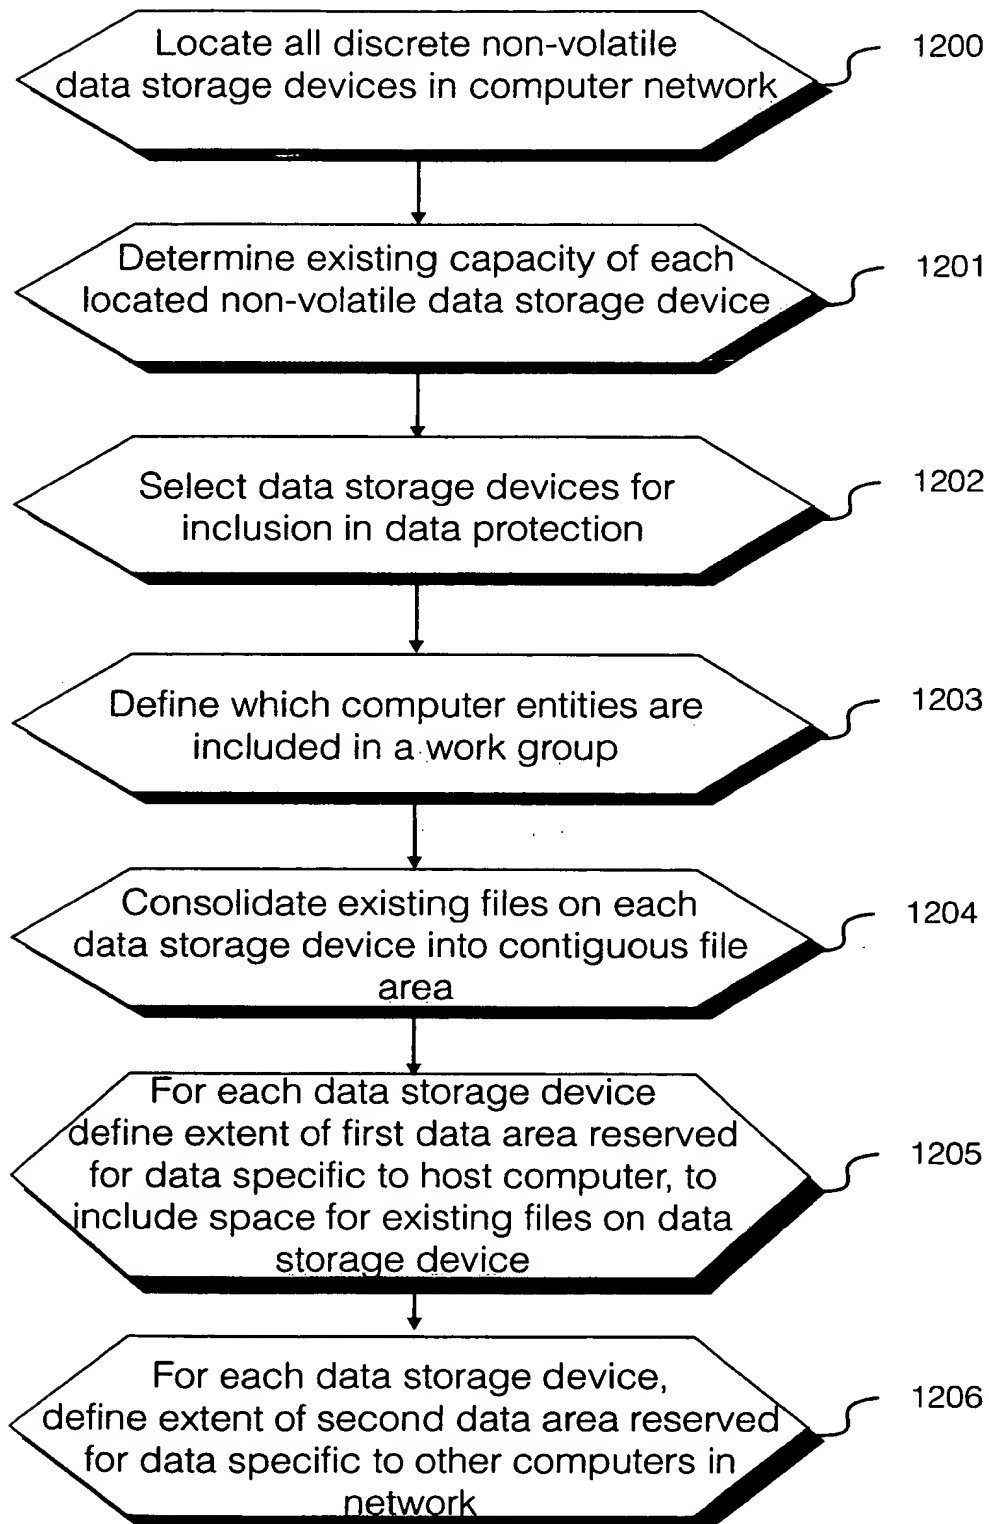 Locate all discrete non-volatile
data storage devices in computer network
1200
Determine existing capacity of each
located non-volatile data storage device
1201
Select data storage devices for
inclusion in data protection
1202
Define which computer entities are
included in a work group
1203
Consolidate existing files on each
data storage device into contiguous file
area
1204
For each data storage device
define extent of first data area reserved
for data specific to host computer, to
include space for existing files on data
storage device
1205
For each data storage device,
define extent of second data area reserved
for data specific to other computers in
network
1206